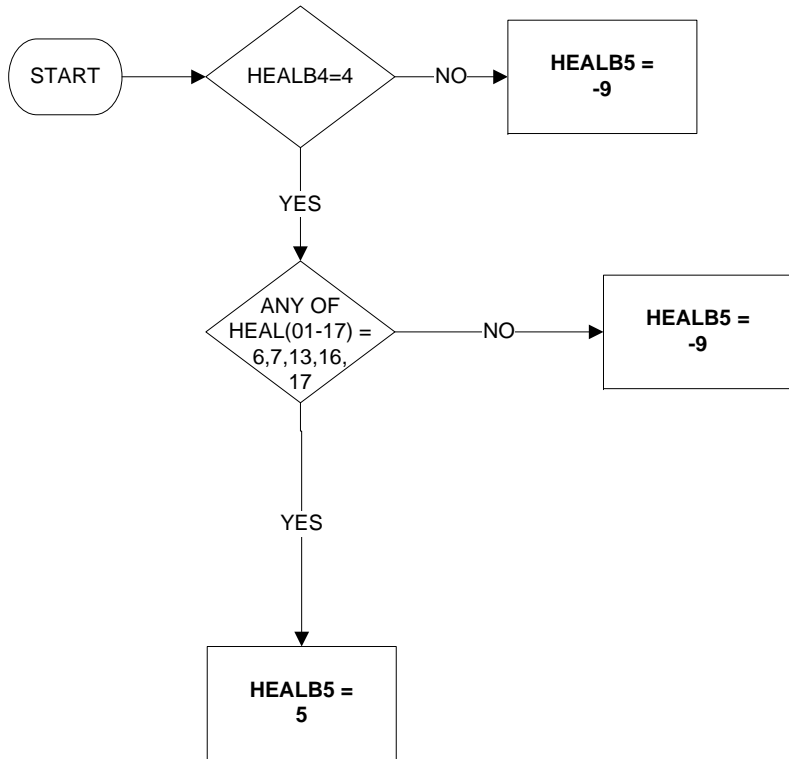 START
HEALB4=4
NO
HEALB5 =
-9
YES
ANY OF
HEAL(01-17) =
6,7,13,16,
17
NO
HEALB5 =
-9
YES
HEALB5 =
5